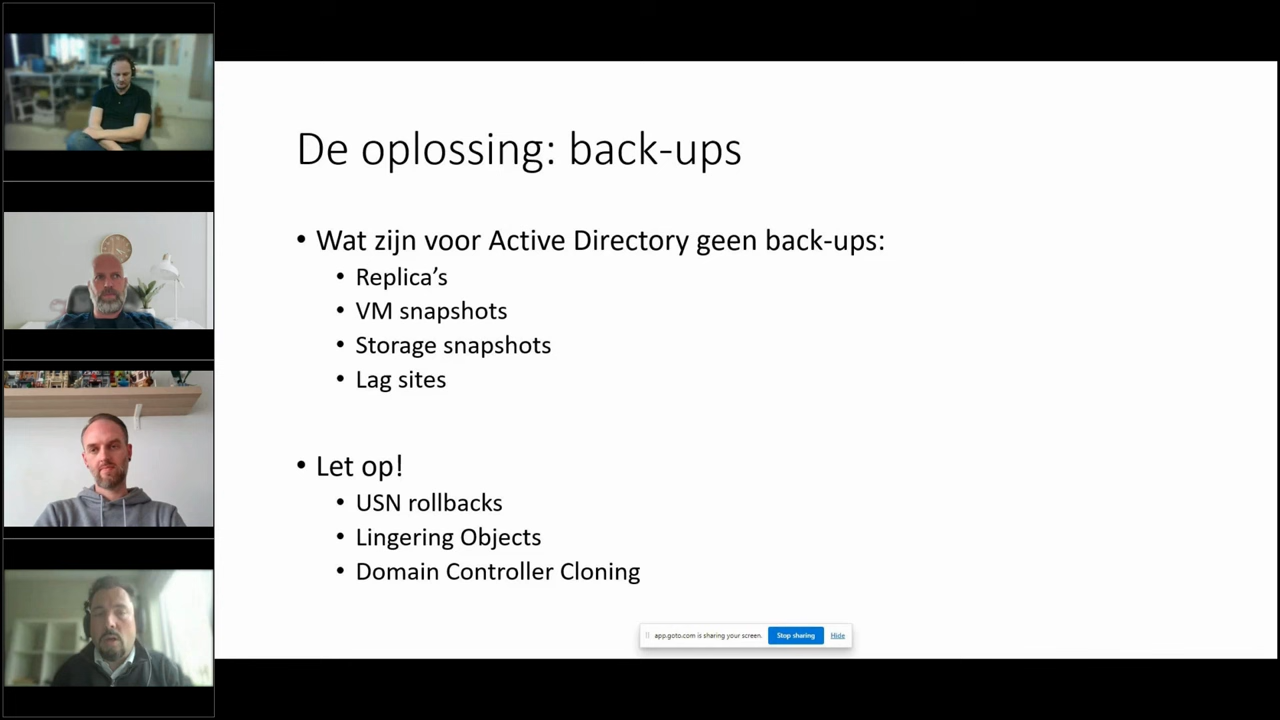 De oplossing: back-ups
• Wat zijn voor Active Directory geen back-ups:
• Replica’s
• VM snapshots
• Storage snapshots
• Lag sites
• Let op!
• USN rollbacks
• Lingering Objects
• Domain Controller Cloning
app.goto.com is sharing your screen. Stop sharing Hide